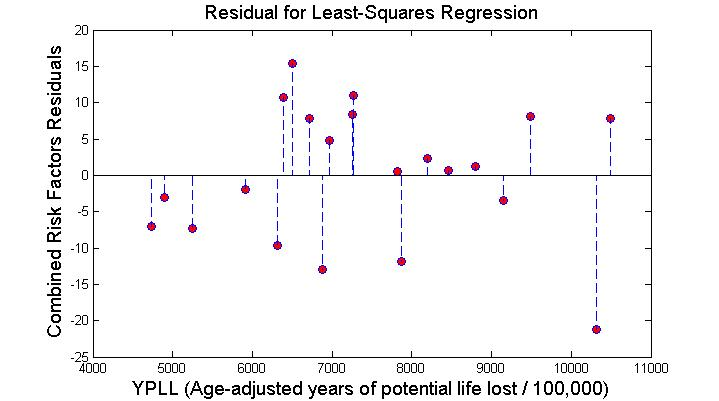 Residual for Least-Squares Regression
Combined Risk Factors Residuals
20
15
10
5
0
-5
-10
-15
-20
-25
4000 5000 6000 7000 8000 9000 10000 11000
YPLL (Age-adjusted years of potential life lost / 100,000)